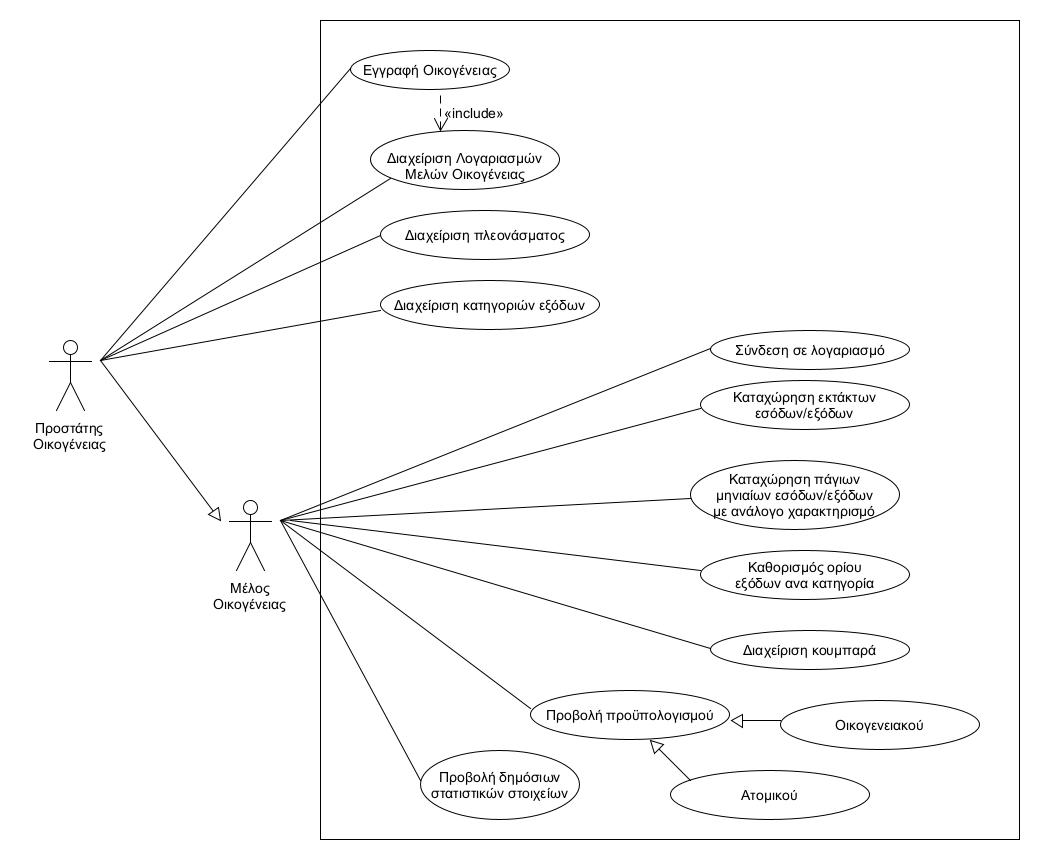 Εγγραφή Οικογένειας
«include»
Διαχείριση Λογαριασμών
Μελών Οικογένειας
Διαχείριση πλεονάσματος
Διαχείριση κατηγοριών εξόδων
Προστάτης
Οικογένειας
Σύνδεση σε λογαριασμό
Καταχώρηση εκτάκτων
εσόδων/εξόδων
Καταχώρηση πάγιων
μηνιαίων εσόδων/εξόδων
με ανάλογο χαρακτηρισμό
Μέλος
Οικογένειας
Καθορισμός ορίου
εξόδων ανα κατηγορία
Διαχείριση κουμπαρά
Προβολή προϋπολογισμού
Οικογενειακού
Ατομικού
Προβολή δημόσιων
στατιστικών στοιχείων